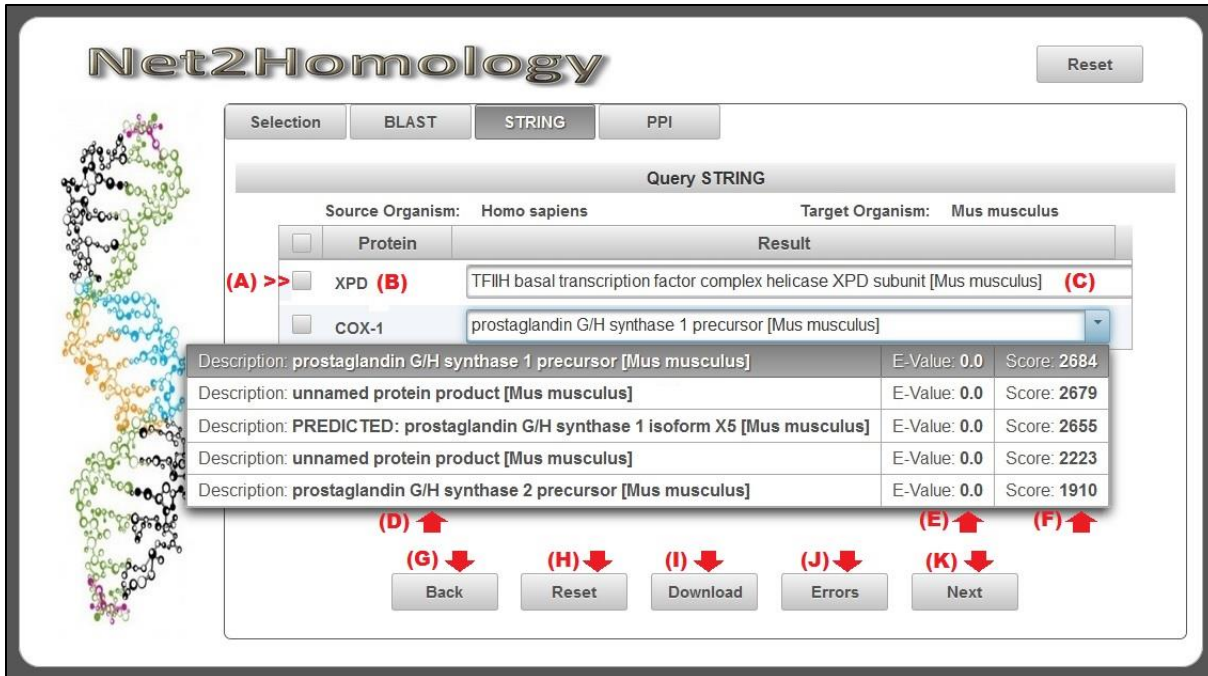 Net2Homology
Reset
Selection BLAST STRING PPI
Query STRING
Source Organism: Homo sapiens Target Organism: Mus musculus
Protein Result
(A) >> XPD (B) TFIIH basal transcription factor complex helicase XPD subunit [Mus musculus] (C)
COX-1 prostaglandin G/H synthase 1 precursor [Mus musculus]
Description: prostaglandin G/H synthase 1 precursor [Mus musculus] E-Value: 0.0 Score: 2684
Description: unnamed protein product [Mus musculus] E-Value: 0.0 Score: 2679
Description: PREDICTED: prostaglandin G/H synthase 1 isoform X5 [Mus musculus] E-Value: 0.0 Score: 2655
Description: unnamed protein product [Mus musculus] E-Value: 0.0 Score: 2223
Description: prostaglandin G/H synthase 2 precursor [Mus musculus] E-Value: 0.0 Score: 1910
(D) (E) (F)
(G) (H) (I) (J) (K)
Back Reset Download Errors Next